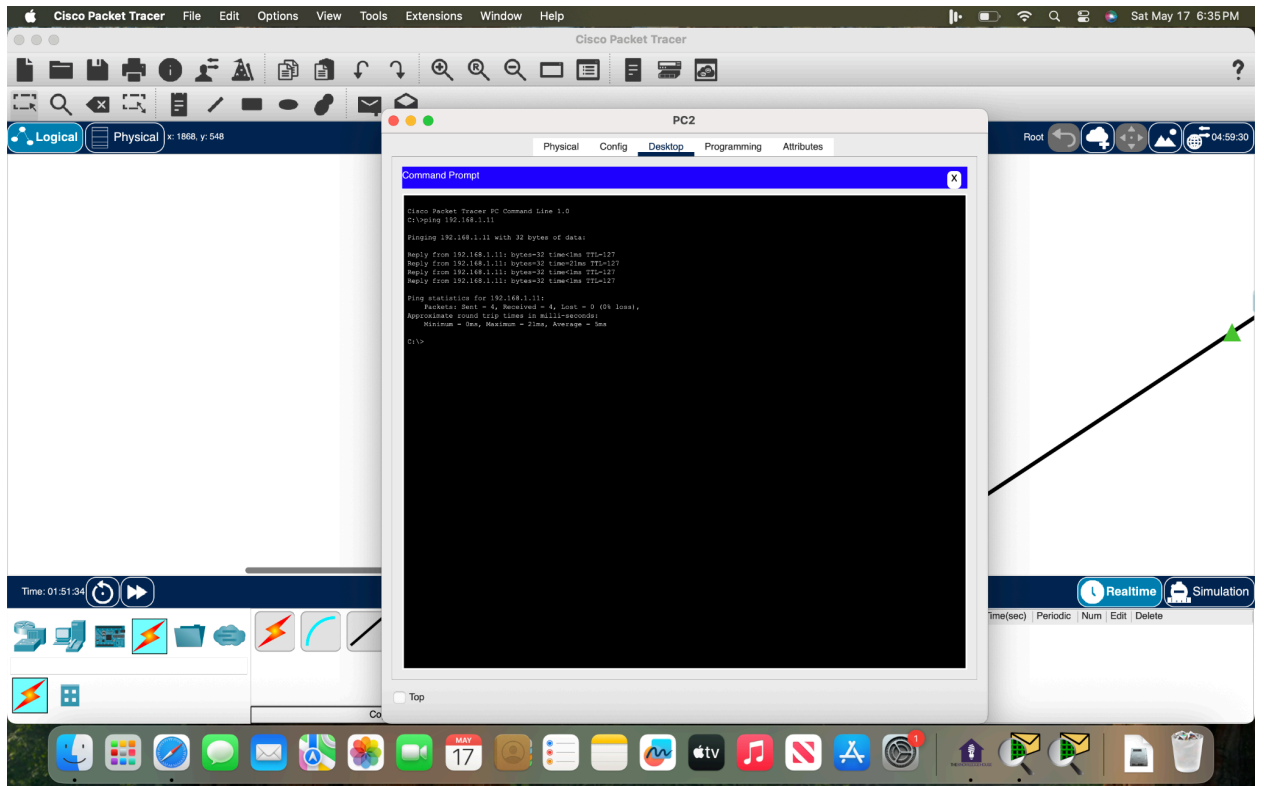 Cisco Packet Tracer File Edit Options View Tools Extensions Window Help Sat May 17 6:35 PM
Cisco Packet Tracer
?
PC2
Logical Physical x: 1868, y: 548 Root 04:59:30
Physical Config Desktop Programming Attributes
Command Prompt X
Cisco Packet Tracer PC Command Line 1.0
C:\>ping 192.168.1.11
Pinging 192.168.1.11 with 32 bytes of data:
Reply from 192.168.1.11: bytes=32 time<1ms TTL=127
Reply from 192.168.1.11: bytes=32 time=21ms TTL=127
Reply from 192.168.1.11: bytes=32 time<1ms TTL=127
Reply from 192.168.1.11: bytes=32 time<1ms TTL=127
Ping statistics for 192.168.1.11:
Packets: Sent = 4, Received = 4, Lost = 0 (0% loss),
Approximate round trip times in milli-seconds:
Minimum = 0ms, Maximum = 21ms, Average = 5ms
C:\>
Time: 01:51:34 Realtime Simulation
Time(sec) Periodic Num Edit Delete
Top
Co
MAY
17
tv
1